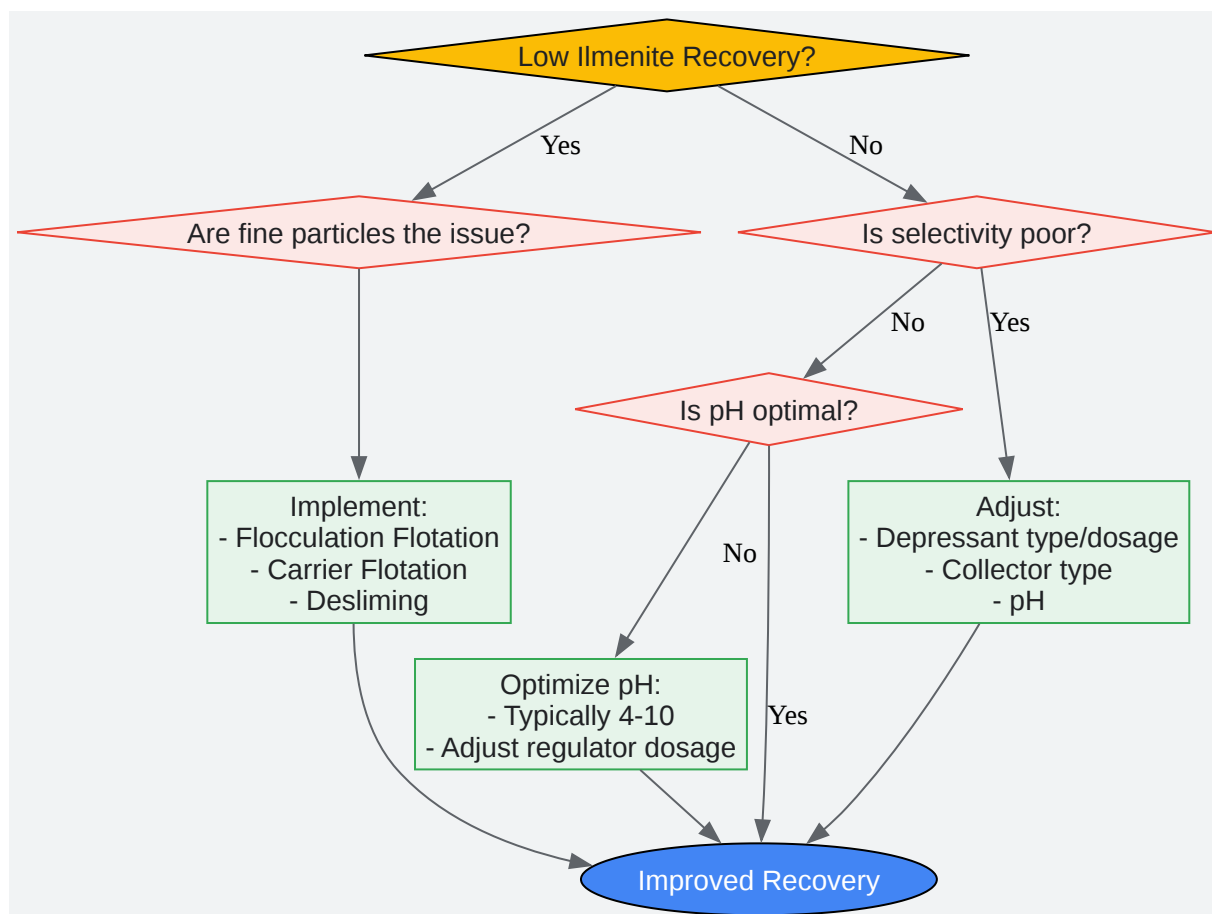 Low Ilmenite Recovery?
Yes
No
Are fine particles the issue?
Is selectivity poor?
No
Yes
Is pH optimal?
Implement:
- Flocculation Flotation
- Carrier Flotation
- Desliming
Adjust:
- Depressant type/dosage
- Collector type
- pH
No
Optimize pH:
- Typically 4-10
- Adjust regulator dosage
Yes
Improved Recovery